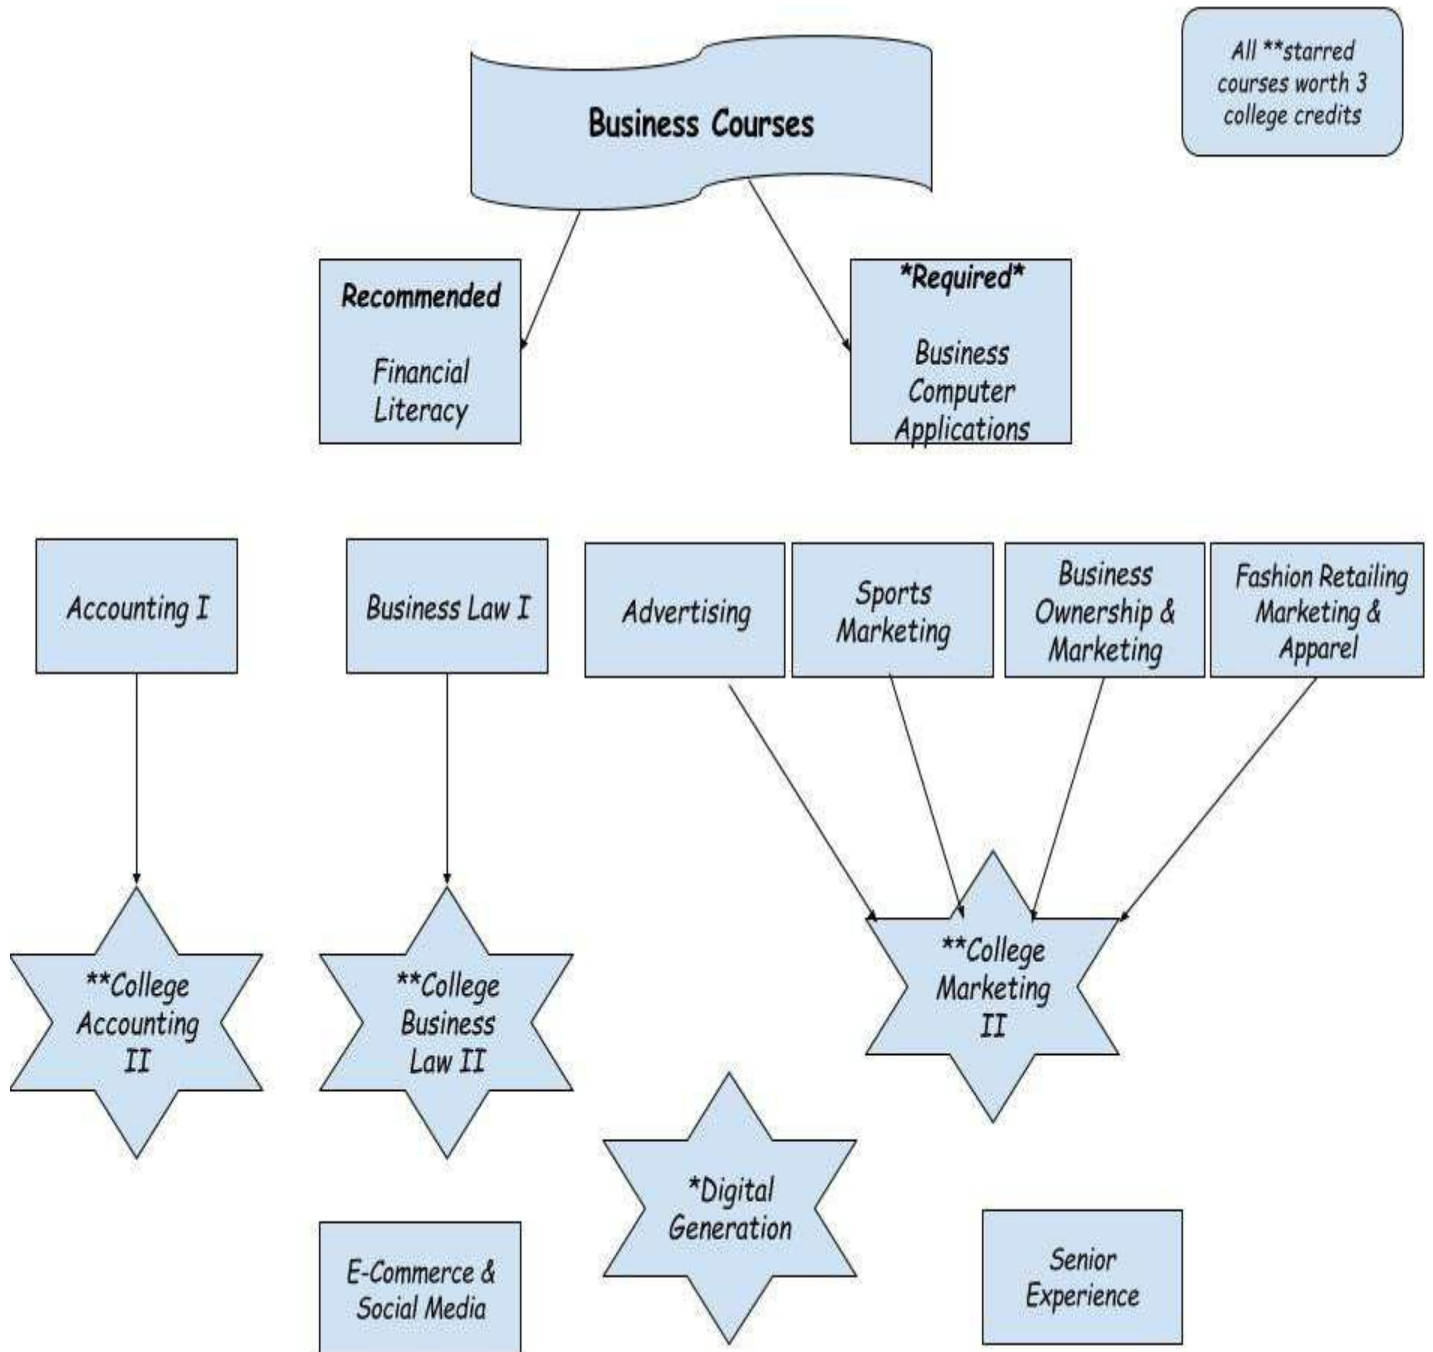 All **starred
courses worth 3
college credits
Business Courses
Recommended
Financial
Literacy
*Required*
Business
Computer
Applications
Accounting I
Business Law I
Advertising
Sports
Marketing
Business
Ownership &
Marketing
Fashion Retailing
Marketing &
Apparel
**College
Accounting
II
**College
Business
Law II
**College
Marketing
II
*Digital
Generation
E-Commerce &
Social Media
Senior
Experience